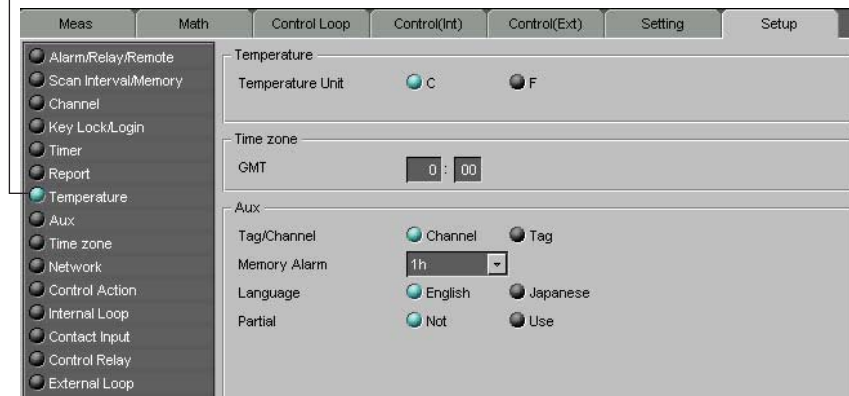 Meas Math Control Loop Control(Int) Control(Ext) Setting Setup
Alarm/Relay/Remote
Scan Interval/Memory
Channel
Key Lock/Login
Timer
Report
Temperature
Aux
Time zone
Network
Control Action
Internal Loop
Contact Input
Control Relay
External Loop
Temperature
Temperature Unit C F
Time zone
GMT 0 : 00
Aux
Tag/Channel Channel Tag
Memory Alarm 1h
Language English Japanese
Partial Not Use